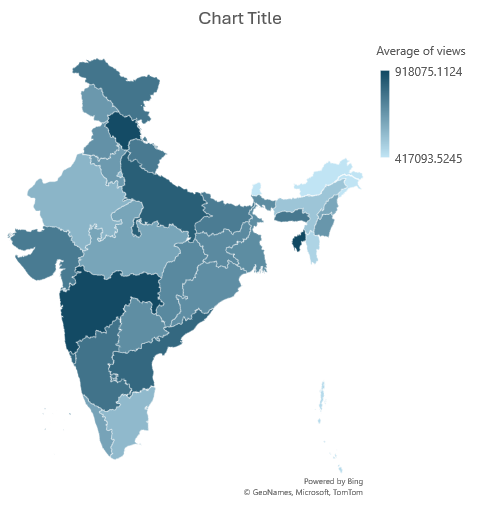 Chart Title
Average of views
918075.1124
417093.5245
Powered by Bing
© GeoNames, Microsoft, TomTom